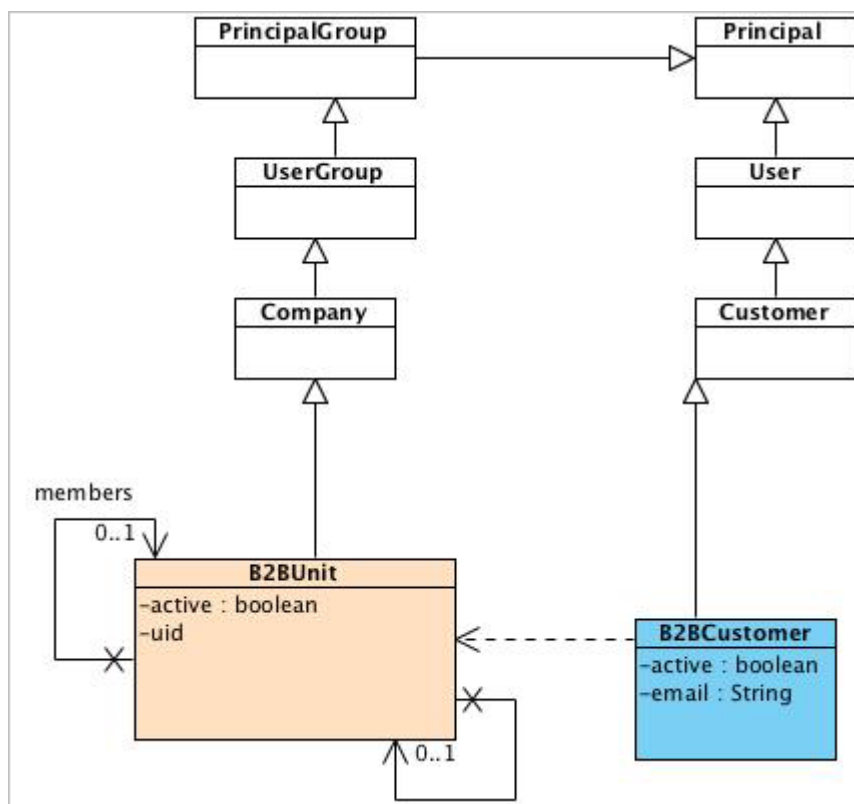 PrincipalGroup
Principal
UserGroup
User
Company
Customer
members
0..1
B2BUnit
-active : boolean
-uid
B2BCustomer
-active : boolean
-email : String
0..1